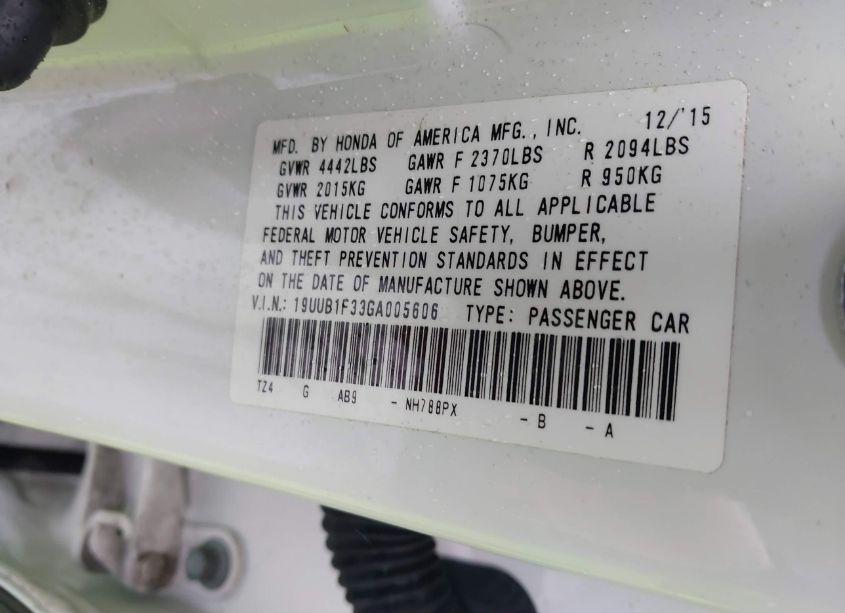 MFD. BY HONDA OF AMERICA MFG., INC. 12/'15
GVWR 4442LBS GAWR F 2370LBS R 2094LBS
GVWR 2015KG GAWR F 1075KG R 950KG
THIS VEHICLE CONFORMS TO ALL APPLICABLE
FEDERAL MOTOR VEHICLE SAFETY, BUMPER,
AND THEFT PREVENTION STANDARDS IN EFFECT
ON THE DATE OF MANUFACTURE SHOWN ABOVE.
V.I.N.: 19UUB1F33GA005606 TYPE: PASSENGER CAR
TZ4 G AB9 - NH788PX - B - A